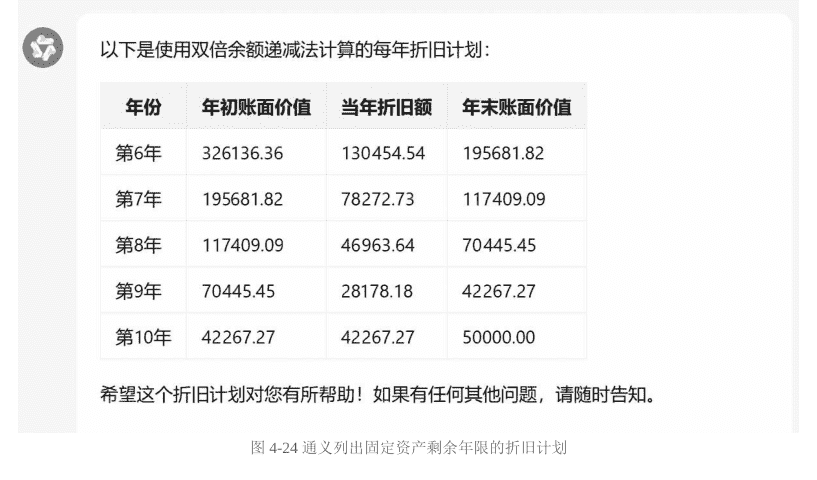 以下是使用双倍余额递减法计算的每年折旧计划：
年份 年初账面价值 当年折旧额 年末账面价值
第6年 326136.36 130454.54 195681.82
第7年 195681.82 78272.73 117409.09
第8年 117409.09 46963.64 70445.45
第9年 70445.45 28178.18 42267.27
第10年 42267.27 42267.27 50000.00
希望这个折旧计划对您有所帮助！如果有任何其他问题，请随时告知。
图 4-24 通义列出固定资产剩余年限的折旧计划